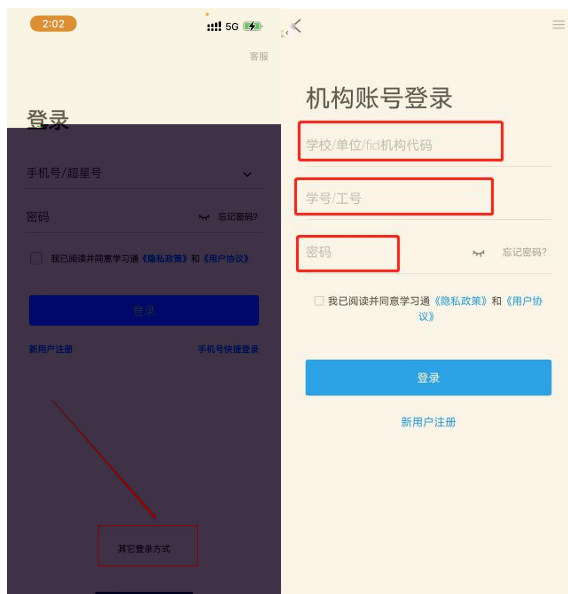 2:02
5G
客服
登录
手机号/超星号
密码
忘记密码?
我已阅读并同意学习通《隐私政策》和《用户协议》
登录
新用户注册
手机号快捷登录
其它登录方式
机构账号登录
学校/单位/fid机构代码
学号/工号
密码
忘记密码?
我已阅读并同意学习通《隐私政策》和《用户协
议》
登录
新用户注册